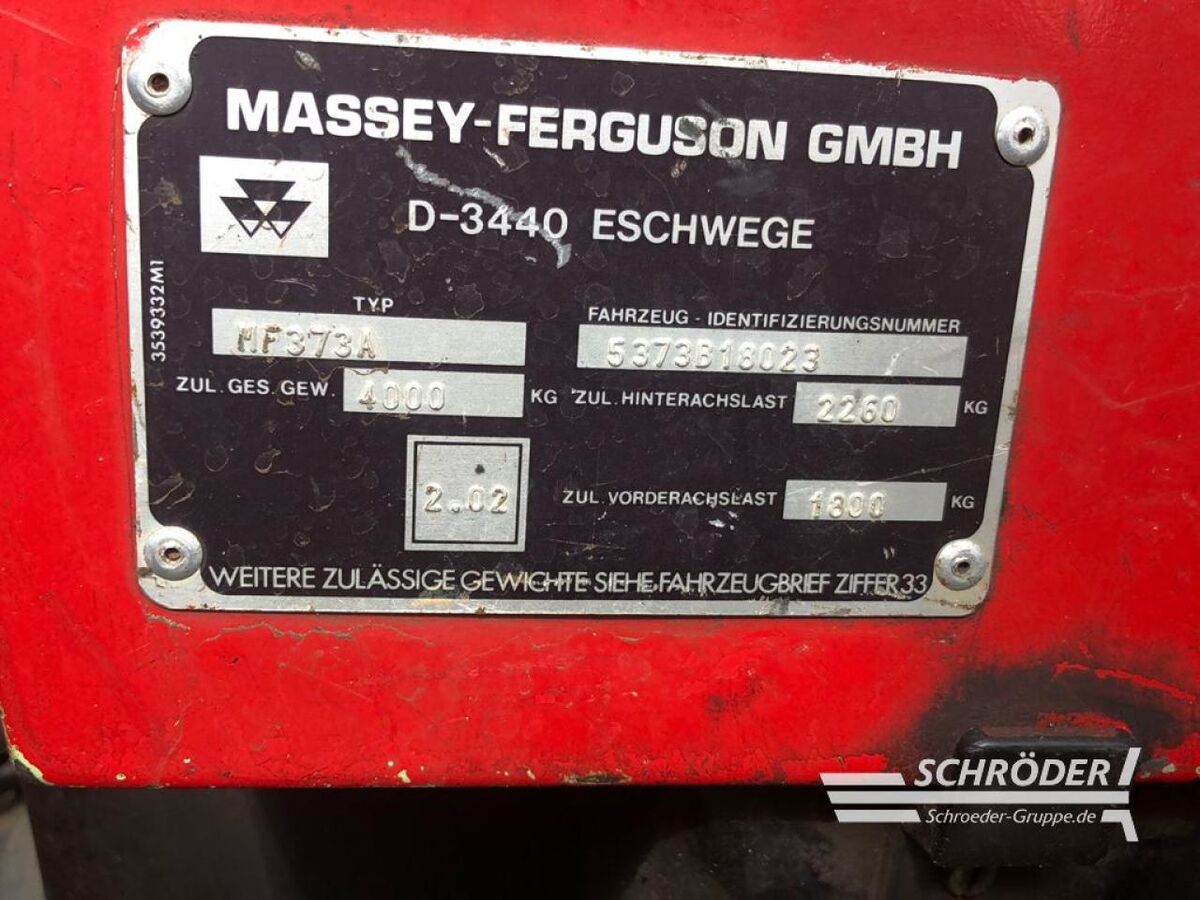 MASSEY-FERGUSON GMBH
D-3440 ESCHWEGE
3539332M1
TYP
MF373A
FAHRZEUG - IDENTIFIZIERUNGSNUMMER
5373B18023
ZUL. GES. GEW. 4000 KG
ZUL. HINTERACHSLAST 2260 KG
2.02
ZUL. VORDERACHSLAST 1800 KG
WEITERE ZULÄSSIGE GEWICHTE SIEHE FAHRZEUGBRIEF ZIFFER 33
SCHRÖDER
Schroeder-Gruppe.de